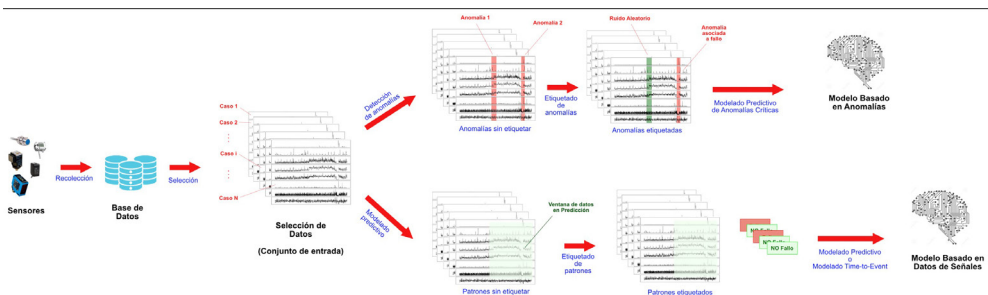 Sensores
Recolección
Base de
Datos
Selección
Caso 1
Caso 2
Caso i
Caso N
Selección de
Datos
(Conjunto de entrada)
Detección
de anomalías
Anomalía 1
Anomalía 2
Anomalías sin etiquetar
Etiquetado
de
anomalías
Ruido Aleatorio
Anomalía
asociada
a fallo
Anomalías etiquetadas
Modelado Predictivo
de Anomalías Críticas
Modelo Basado
en Anomalías
Modelado
predictivo
Ventana de datos
en Predicción
Patrones sin etiquetar
Etiquetado
de
patrones
Patrones etiquetados
NO Fallo
NO Fallo
Modelado Predictivo
o
Modelado Time-to-Event
Modelo Basado en
Datos de Señales